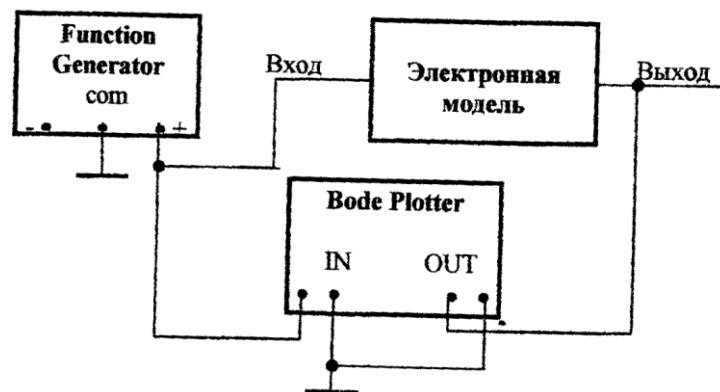 Function
Generator
com
- +
Вход
Электронная
модель
Выход
Bode Plotter
IN OUT